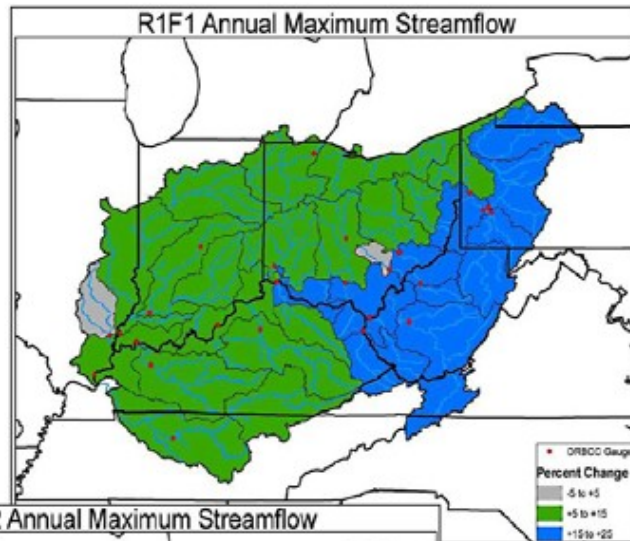 R1F1 Annual Maximum Streamflow
ORBCC Gauge
Percent Change
-5 to +5
+5 to +15
+15 to +25
Annual Maximum Streamflow